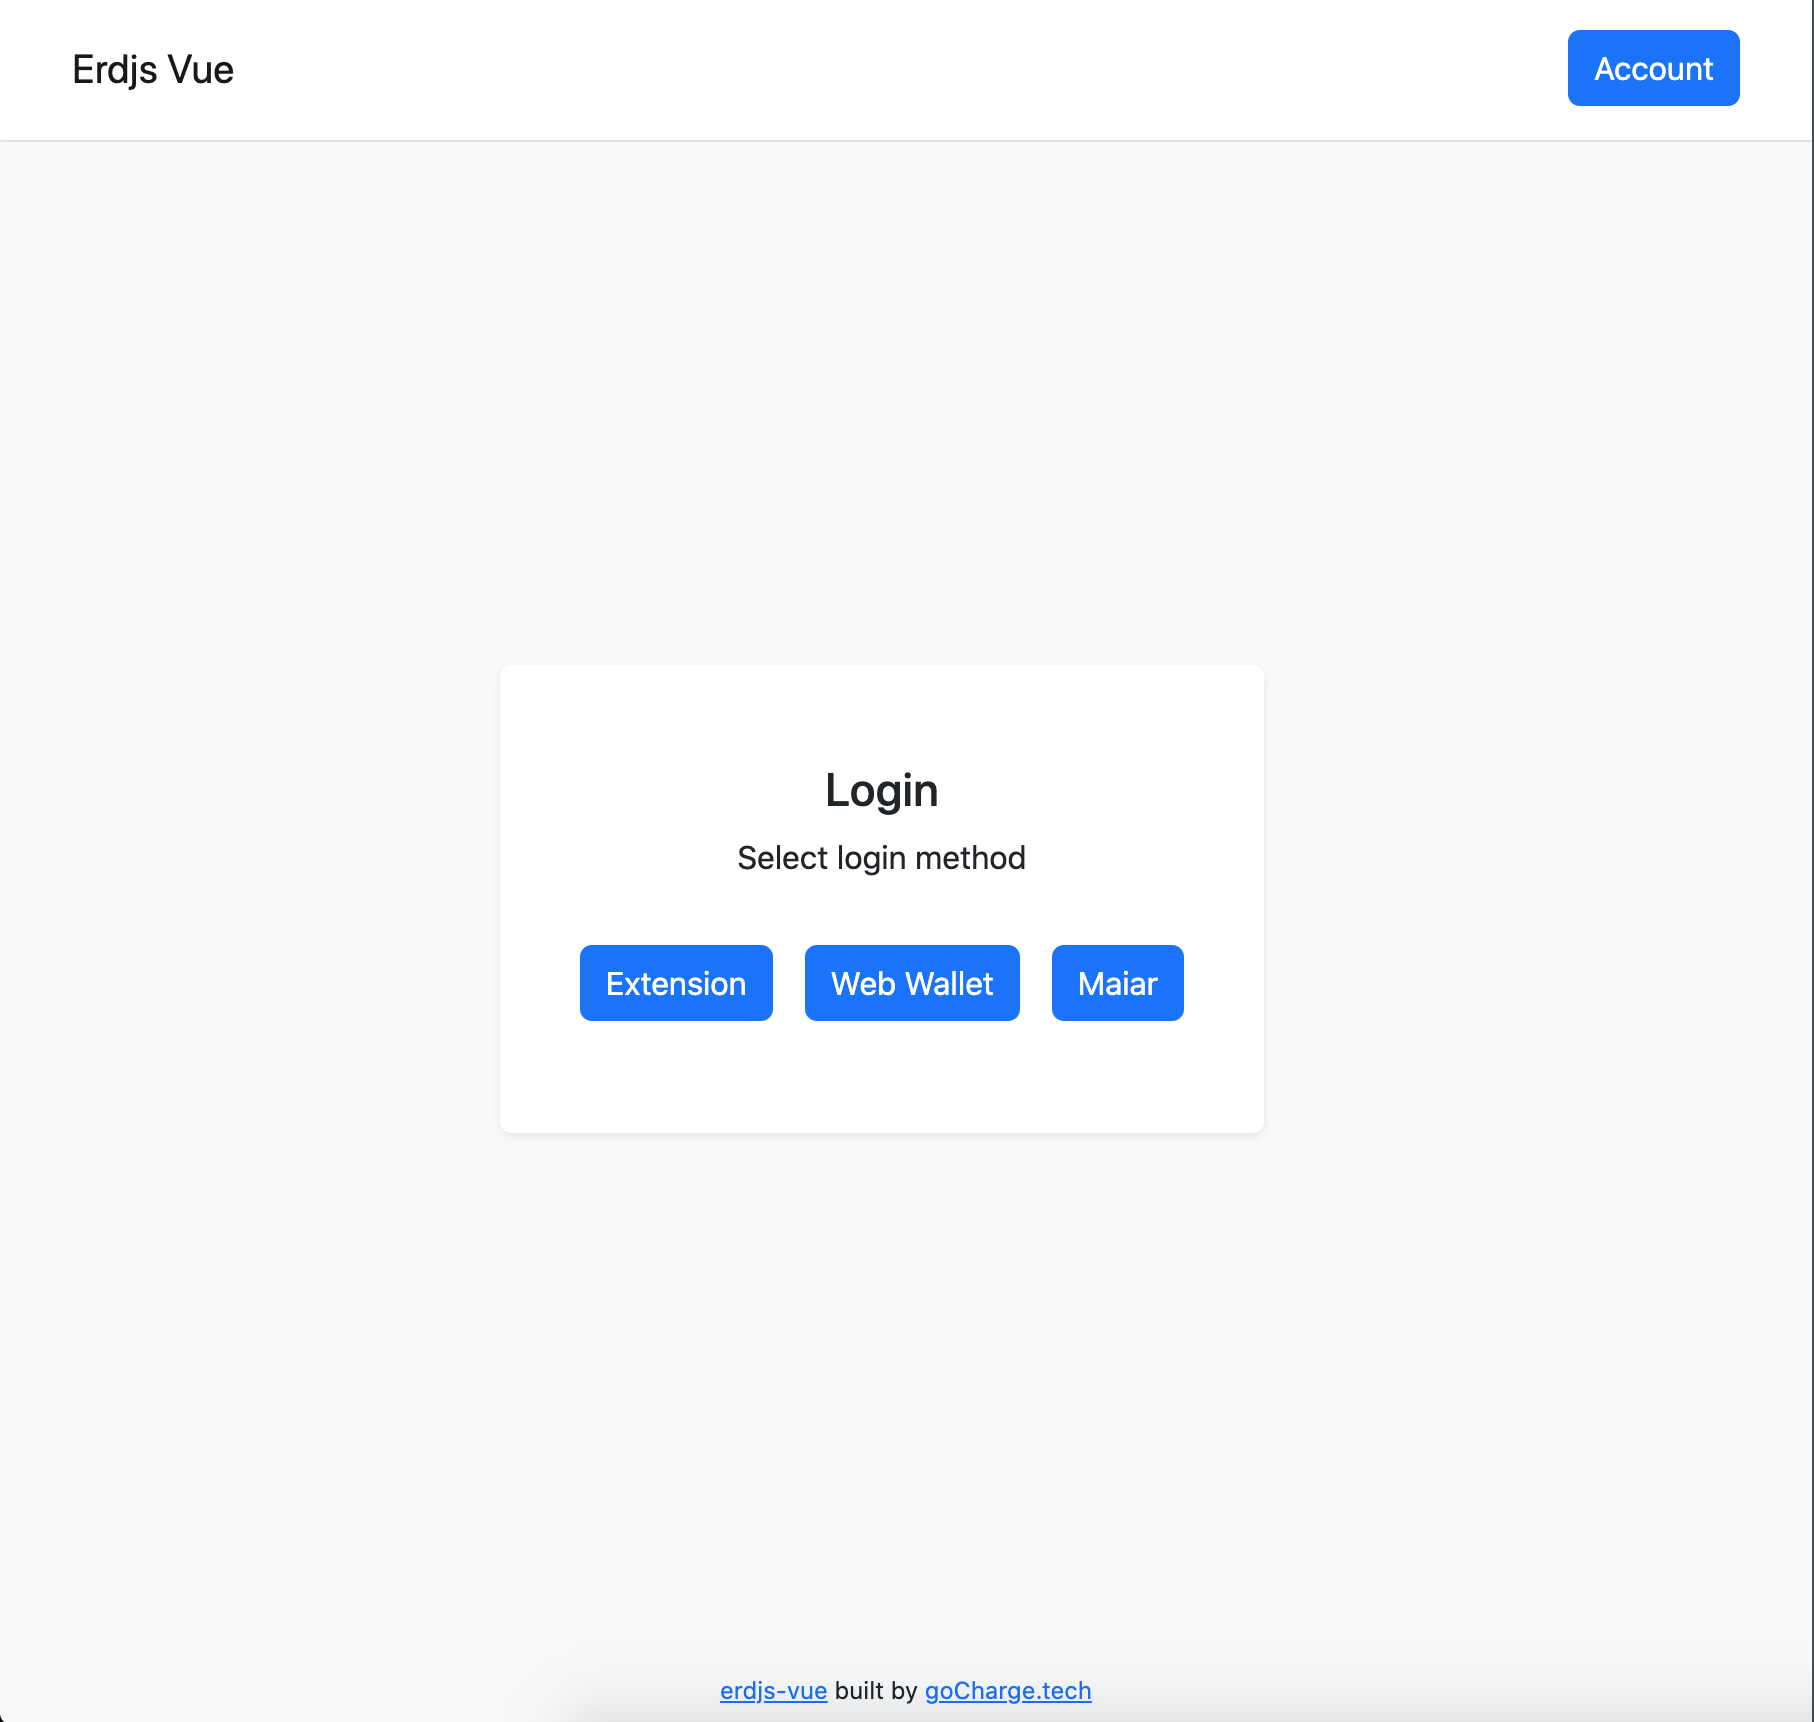 Erdjs Vue
Account
Login
Select login method
Extension Web Wallet Maiar
erdjs-vue built by goCharge.tech